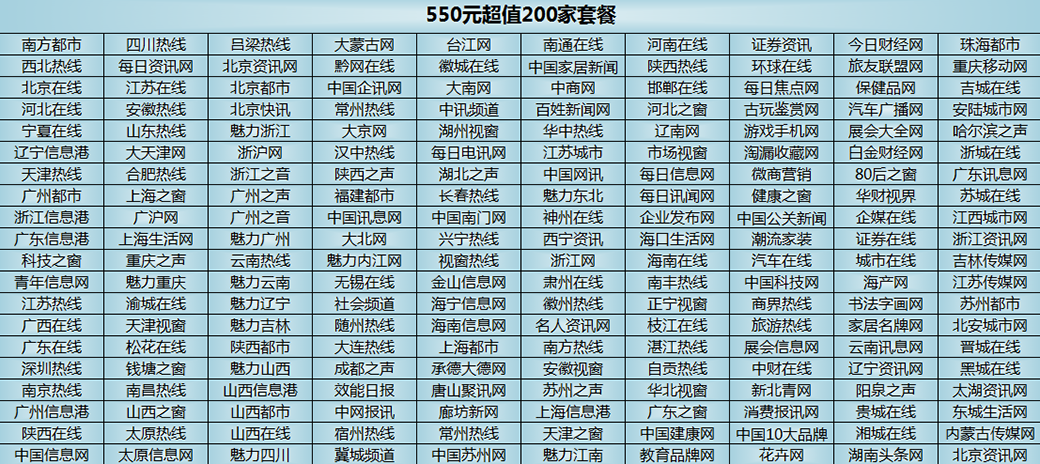 550元超值200家套餐
南方都市 四川热线 吕梁热线 大蒙古网 台江网 南通在线 河南在线 证券资讯 今日财经网 珠海都市
西北热线 每日资讯网 北京资讯网 黔网在线 徽城在线 中国家居新闻 陕西热线 环球在线 旅友联盟网 重庆移动网
北京在线 江苏在线 北京都市 中国企讯网 大南网 中商网 邯郸在线 每日焦点网 保健品网 吉城在线
河北在线 安徽热线 北京快讯 常州热线 中讯频道 百姓新闻网 河北之窗 古玩鉴赏网 汽车广播网 安陆城市网
宁夏在线 山东热线 魅力浙江 大京网 湖州视窗 华中热线 辽南网 游戏手机网 展会大全网 哈尔滨之声
辽宁信息港 大天津网 浙沪网 汉中热线 每日电讯网 江苏城市 市场视窗 淘漏收藏网 白金财经网 浙城在线
天津热线 合肥热线 浙江之音 陕西之声 湖北之声 中国网讯 每日信息网 微商营销 80后之窗 广东讯息网
广州都市 上海之窗 广州之声 福建都市 长春热线 魅力东北 每日讯闻网 健康之窗 华财视界 苏城在线
浙江信息港 广沪网 广州之音 中国讯息网 中国南门网 神州在线 企业发布网 中国公关新闻 企媒在线 江西城市网
广东信息港 上海生活网 魅力广州 大北网 兴宁热线 西宁资讯 海口生活网 潮流家装 证券在线 浙江资讯网
科技之窗 重庆之声 云南热线 魅力内江网 视窗热线 浙江网 海南在线 汽车在线 城市在线 吉林传媒网
青年信息网 魅力重庆 魅力云南 无锡在线 金山信息网 肃州在线 南丰热线 中国科技网 海产网 江苏传媒网
江苏热线 渝城在线 魅力辽宁 社会频道 海宁信息网 徽州热线 正宁视窗 商界热线 书法字画网 苏州都市
广西在线 天津视窗 魅力吉林 随州热线 海南信息网 名人资讯网 枝江在线 旅游热线 家居名牌网 北安城市网
广东在线 松花在线 陕西都市 大连热线 上海都市 南方热线 湛江热线 展会信息网 云南讯息网 晋城在线
深圳热线 钱塘之窗 魅力山西 成都之声 承德大德网 安徽视窗 自贡热线 中财在线 辽宁资讯网 黑城在线
南京热线 南昌热线 山西信息港 效能日报 唐山聚讯网 苏州之声 华北视窗 新北青网 阳泉之声 太湖资讯网
广州信息港 山西之窗 山西都市 中网报讯 廊坊新网 上海信息港 广东之窗 消费报讯网 贵城在线 东城生活网
陕西在线 太原热线 山西在线 宿州热线 常州热线 天津之窗 中国建康网 中国10大品牌 湘城在线 内蒙古传媒网
中国信息网 太原信息网 魅力四川 冀城频道 中国苏州网 魅力江南 教育品牌网 花卉网 湖南头条网 北京资讯网